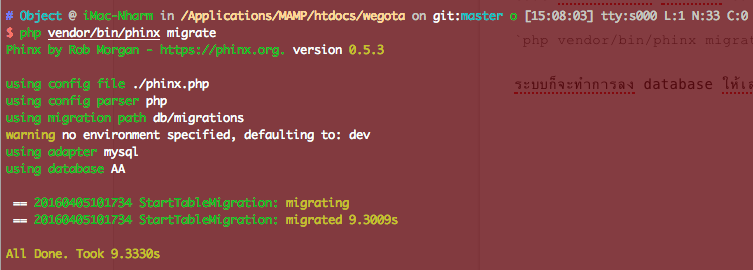 # Object @ iMac-Nharm in /Applications/MAMP/htdocs/wegota on git:master o [15:08:03] tty:s000 L:1 N:33 C:0
$ php vendor/bin/phinx migrate
`php vendor/bin/phinx migrat
Phinx by Rob Morgan - https://phinx.org. version 0.5.3
using config file ./phinx.php
ระบบก็จะทำการลง database ให้เส
using config parser php
using migration path db/migrations
warning no environment specified, defaulting to: dev
using adapter mysql
using database AA
== 20160405101734 StartTableMigration: migrating
== 20160405101734 StartTableMigration: migrated 9.3009s
All Done. Took 9.3330s